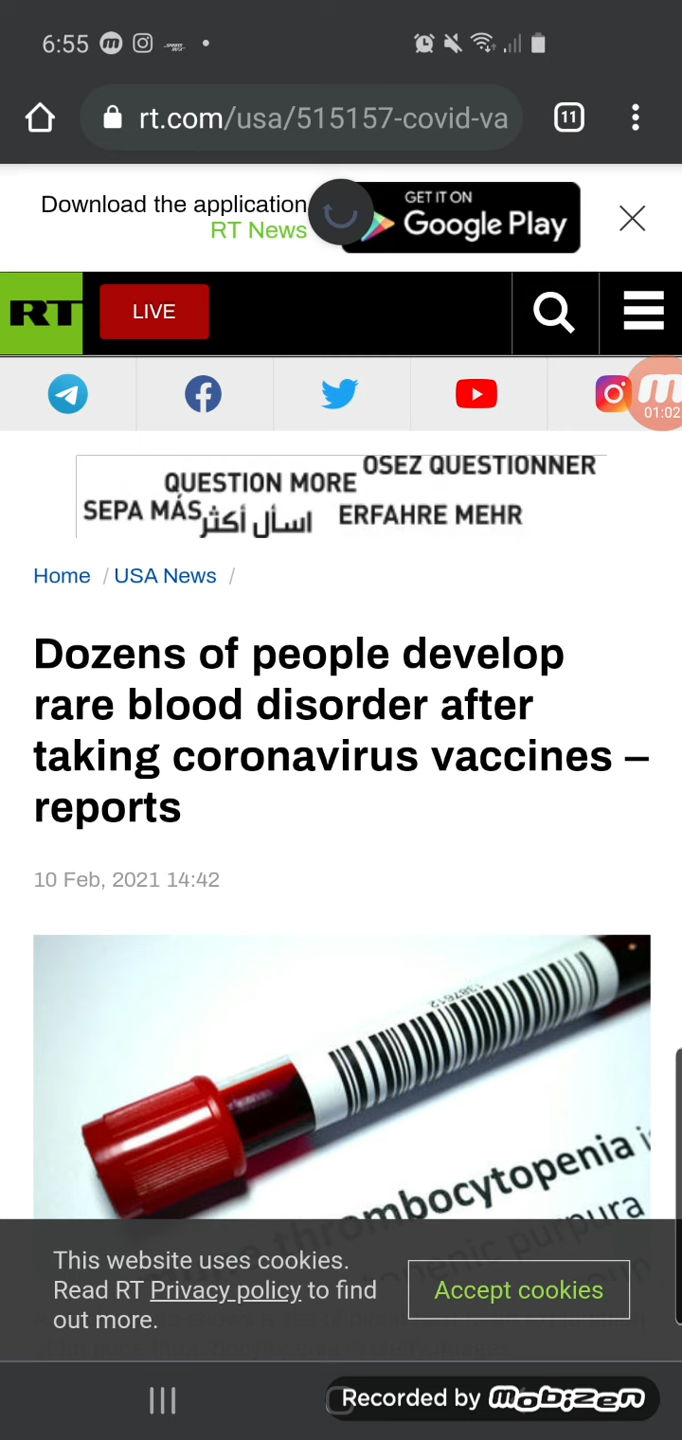 6:55
rt.com/usa/515157-covid-va
11
Download the application
RT News
GET IT ON
Google Play
RT
LIVE
01:02
OSEZ QUESTIONNER
QUESTION MORE
SEPA MÁS
اسأل أكثر
ERFAHRE MEHR
Home / USA News /
Dozens of people develop
rare blood disorder after
taking coronavirus vaccines –
reports
10 Feb, 2021 14:42
1387612
thrombocytopenia
purpura
This website uses cookies.
Read RT Privacy policy to find
out more.
Accept cookies
Recorded by mobizen